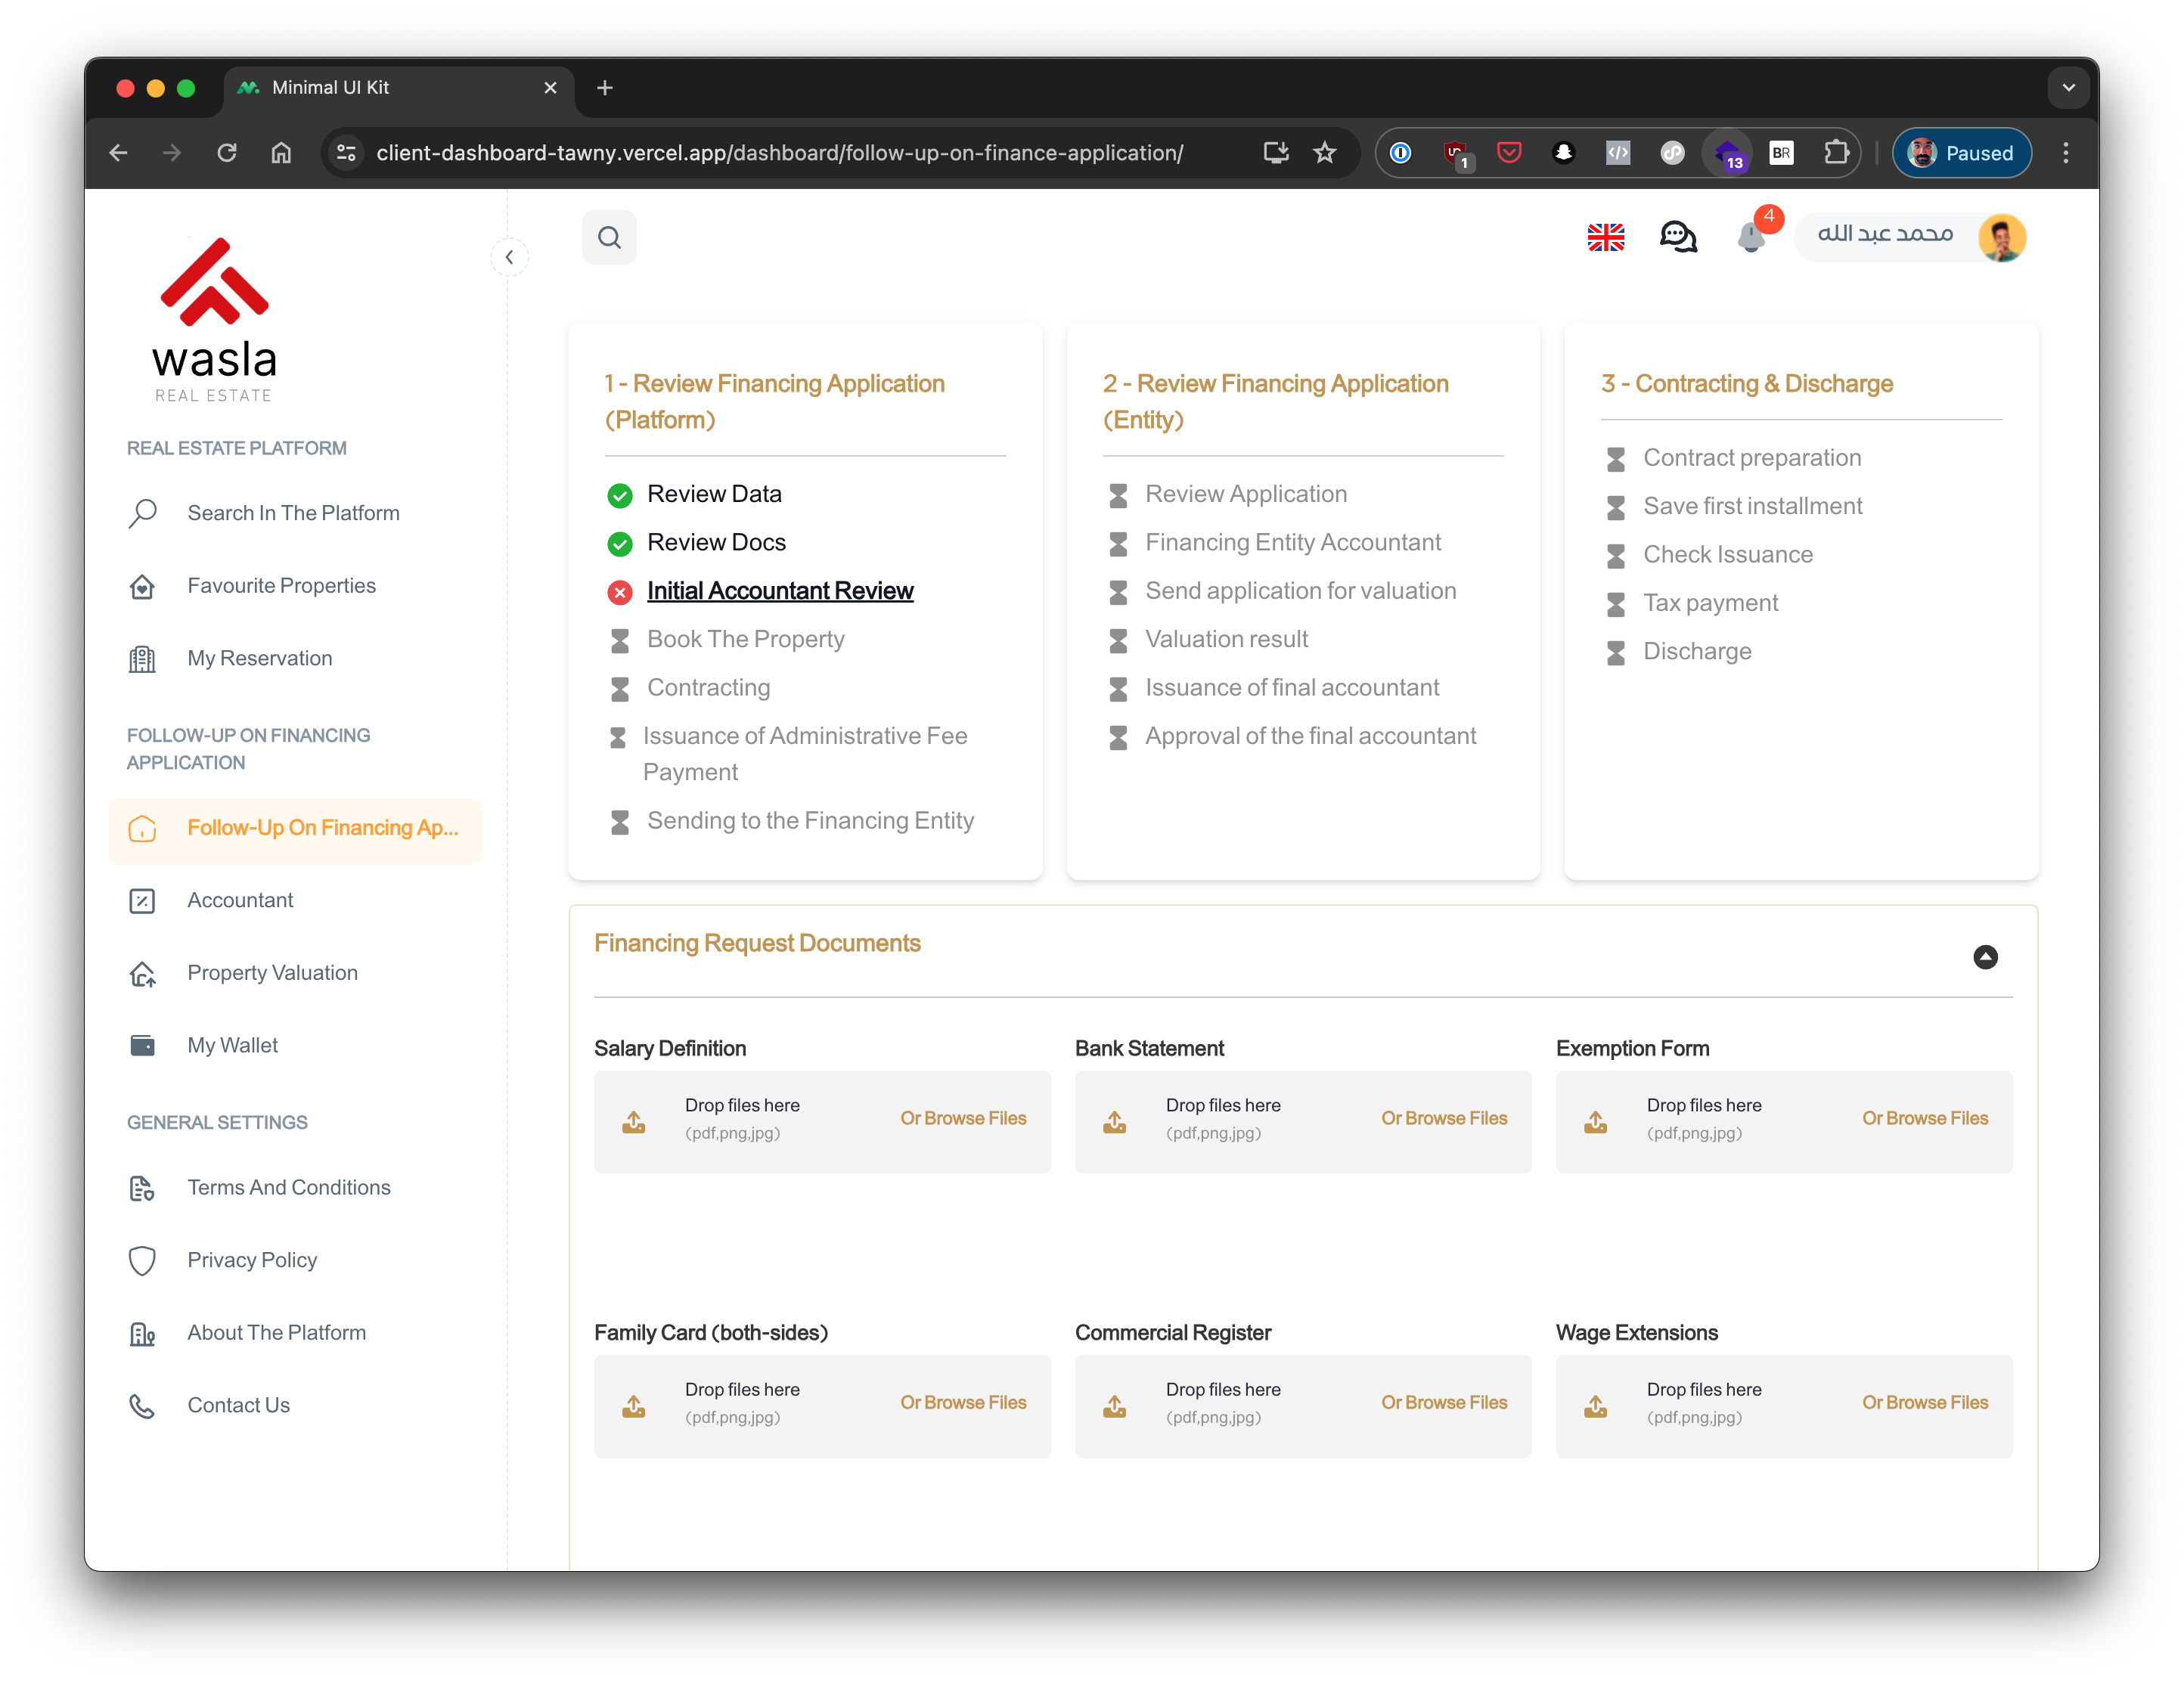 Minimal UI Kit
client-dashboard-tawny.vercel.app/dashboard/follow-up-on-finance-application/
1
13
BR
Paused
wasla
REAL ESTATE
REAL ESTATE PLATFORM
Search In The Platform
Favourite Properties
My Reservation
FOLLOW-UP ON FINANCING
APPLICATION
Follow-Up On Financing Ap...
Accountant
Property Valuation
My Wallet
GENERAL SETTINGS
Terms And Conditions
Privacy Policy
About The Platform
Contact Us
4
محمد عبد الله
1 - Review Financing Application
(Platform)
Review Data
Review Docs
Initial Accountant Review
Book The Property
Contracting
Issuance of Administrative Fee
Payment
Sending to the Financing Entity
2 - Review Financing Application
(Entity)
Review Application
Financing Entity Accountant
Send application for valuation
Valuation result
Issuance of final accountant
Approval of the final accountant
3 - Contracting & Discharge
Contract preparation
Save first installment
Check Issuance
Tax payment
Discharge
Financing Request Documents
Salary Definition
Drop files here
(pdf,png,jpg)
Or Browse Files
Bank Statement
Drop files here
(pdf,png,jpg)
Or Browse Files
Exemption Form
Drop files here
(pdf,png,jpg)
Or Browse Files
Family Card (both-sides)
Drop files here
(pdf,png,jpg)
Or Browse Files
Commercial Register
Drop files here
(pdf,png,jpg)
Or Browse Files
Wage Extensions
Drop files here
(pdf,png,jpg)
Or Browse Files